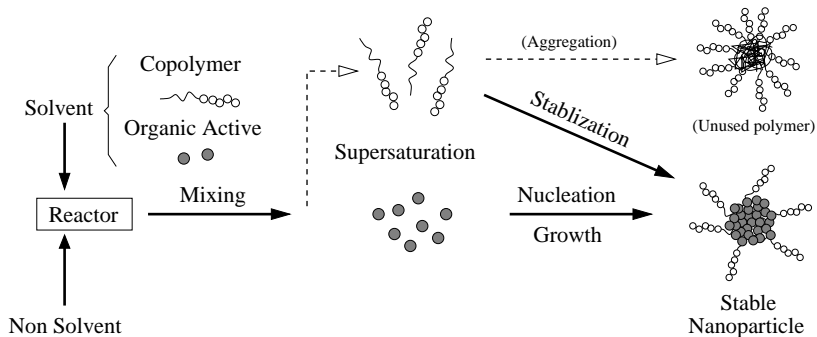 Copolymer
Solvent
Organic Active
Reactor
Mixing
Non Solvent
Supersaturation
(Aggregation)
(Unused polymer)
Stablization
Nucleation
Growth
Stable
Nanoparticle